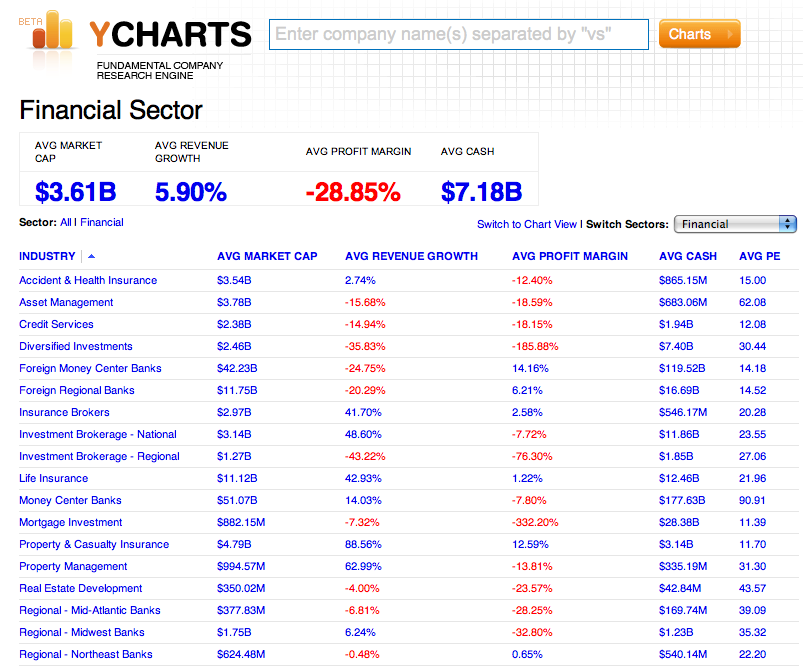 BETA
YCHARTS
FUNDAMENTAL COMPANY
RESEARCH ENGINE
Enter company name(s) separated by "vs"
Charts
Financial Sector
AVG MARKET CAP AVG REVENUE GROWTH AVG PROFIT MARGIN AVG CASH
$3.61B 5.90% -28.85% $7.18B
Sector: All | Financial
Switch to Chart View | Switch Sectors: Financial
INDUSTRY AVG MARKET CAP AVG REVENUE GROWTH AVG PROFIT MARGIN AVG CASH AVG PE
Accident & Health Insurance $3.54B 2.74% -12.40% $865.15M 15.00
Asset Management $3.78B -15.68% -18.59% $683.06M 62.08
Credit Services $2.38B -14.94% -18.15% $1.94B 12.08
Diversified Investments $2.46B -35.83% -185.88% $7.40B 30.44
Foreign Money Center Banks $42.23B -24.75% 14.16% $119.52B 14.18
Foreign Regional Banks $11.75B -20.29% 6.21% $16.69B 14.52
Insurance Brokers $2.97B 41.70% 2.58% $546.17M 20.28
Investment Brokerage - National $3.14B 48.60% -7.72% $11.86B 23.55
Investment Brokerage - Regional $1.27B -43.22% -76.30% $1.85B 27.06
Life Insurance $11.12B 42.93% 1.22% $12.46B 21.96
Money Center Banks $51.07B 14.03% -7.80% $177.63B 90.91
Mortgage Investment $882.15M -7.32% -332.20% $28.38B 11.39
Property & Casualty Insurance $4.79B 88.56% 12.59% $3.14B 11.70
Property Management $994.57M 62.99% -13.81% $335.19M 31.30
Real Estate Development $350.02M -4.00% -23.57% $42.84M 43.57
Regional - Mid-Atlantic Banks $377.83M -6.81% -28.25% $169.74M 39.09
Regional - Midwest Banks $1.75B 6.24% -32.80% $1.23B 35.32
Regional - Northeast Banks $624.48M -0.48% 0.65% $540.14M 22.20